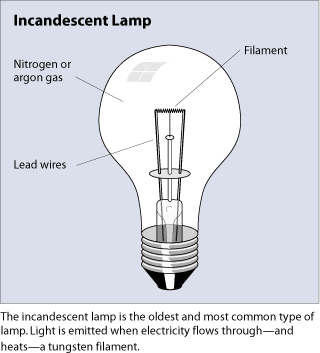 Incandescent Lamp
Filament
Nitrogen or
argon gas
Lead wires
The incandescent lamp is the oldest and most common type of
lamp. Light is emitted when electricity flows through—and
heats—a tungsten filament.